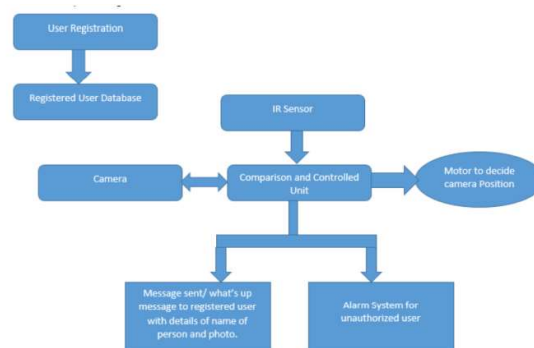 User Registration
Registered User Database
IR Sensor
Camera
Comparison and Controlled
Unit
Motor to decide
camera Position
Message sent/ what's up
message to registered user
with details of name of
person and photo.
Alarm System for
unauthorized user